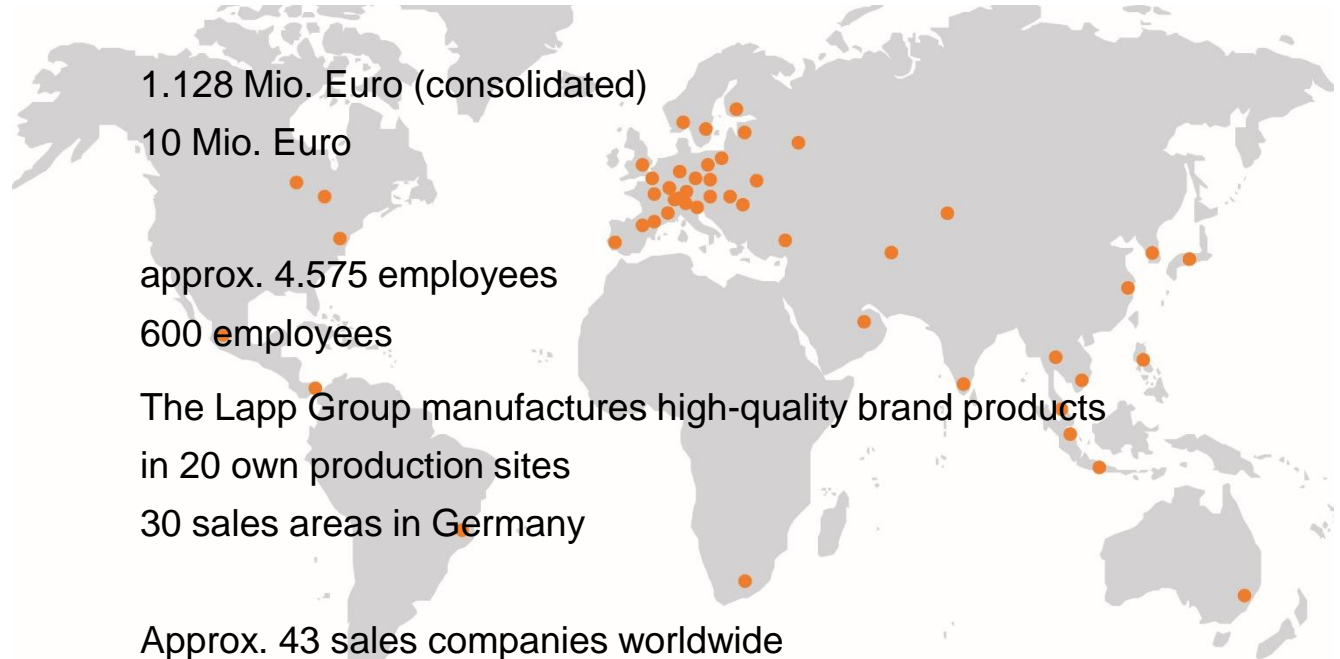 1.128 Mio. Euro (consolidated)
10 Mio. Euro
approx. 4.575 employees
600 employees
The Lapp Group manufactures high-quality brand products
in 20 own production sites
30 sales areas in Germany
Approx. 43 sales companies worldwide